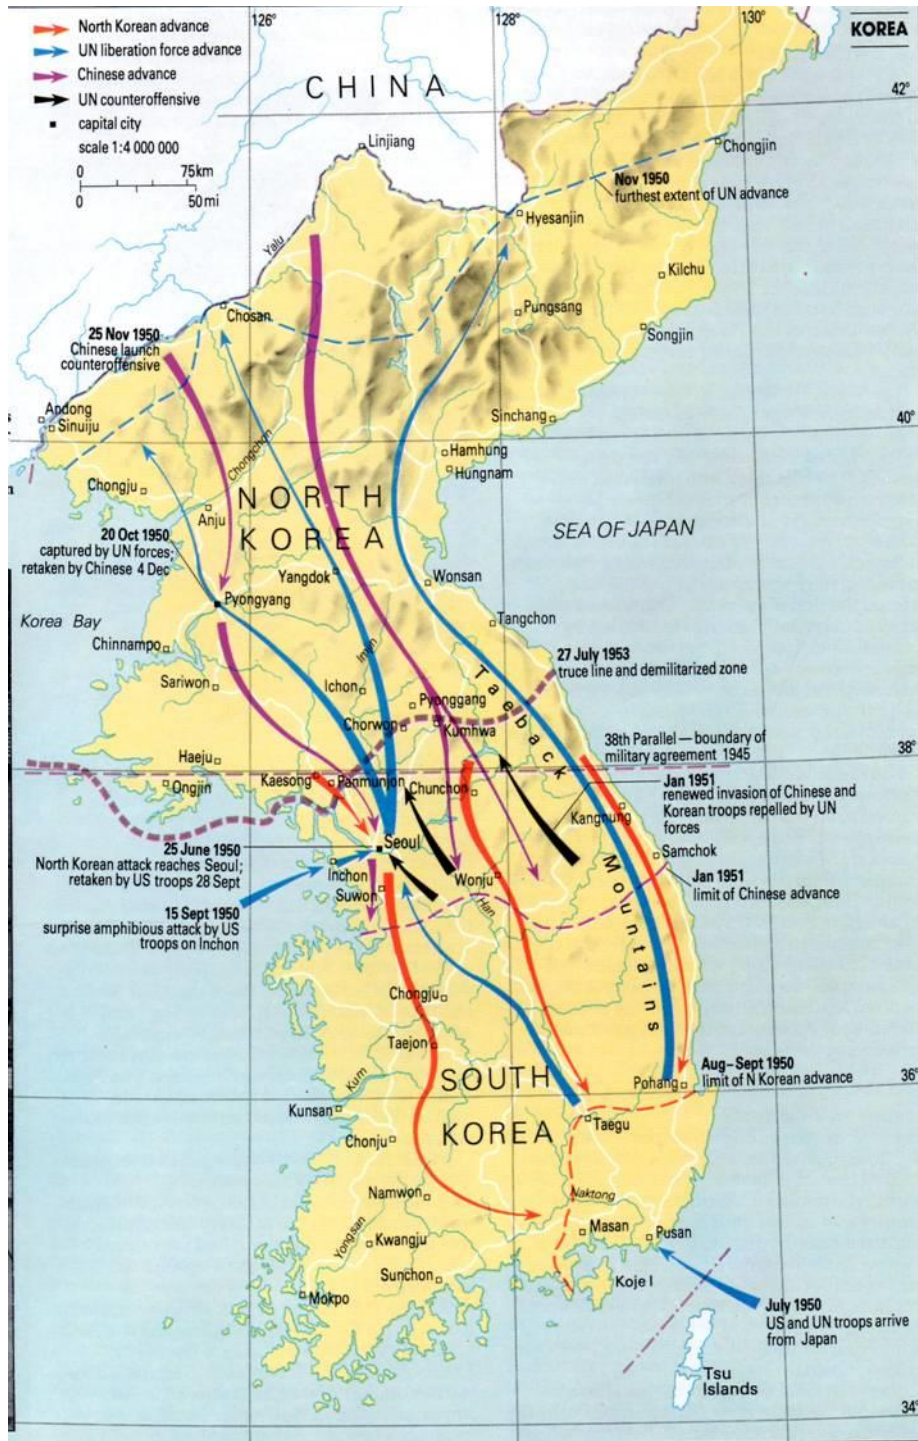 126°
128°
130°
KOREA
North Korean advance
UN liberation force advance
Chinese advance
UN counteroffensive
capital city
scale 1:4 000 000
0 75km
0 50mi
CHINA
42°
Linjiang
Chongjin
Nov 1950
furthest extent of UN advance
Hyesanjin
Yalu
Kilchu
Chosan
Pungsang
Songjin
25 Nov 1950
Chinese launch
counteroffensive
Andong
Sinuiju
Sinchang
40°
Chongchon
Hamhung
Hungnam
Chongju
Anju
NORTH
KOREA
SEA OF JAPAN
20 Oct 1950
captured by UN forces;
retaken by Chinese 4 Dec
Yangdok
Wonsan
Pyongyang
Korea Bay
Tangchon
Chinnampo
Imjin
27 July 1953
truce line and demilitarized zone
Sariwon
Ichon
Pyonggang
Taeback
Chorwon
Kumhwa
38th Parallel — boundary of
military agreement 1945
38°
Haeju
Ongjin
Kaesong
Panmunjon
Chunchon
Jan 1951
renewed invasion of Chinese and
Korean troops repelled by UN
forces
Kangnung
25 June 1950
North Korean attack reaches Seoul;
retaken by US troops 28 Sept
Seoul
Samchok
Inchon
Suwon
Wonju
Han
Mountains
Jan 1951
limit of Chinese advance
15 Sept 1950
surprise amphibious attack by US
troops on Inchon
Chongju
Taejon
Aug–Sept 1950
limit of N Korean advance
Pohang
36°
SOUTH
KOREA
Kum
Kunsan
Taegu
Chonju
Namwon
Naktong
Yongsan
Kwangju
Masan
Pusan
Sunchon
Koje I
Mokpo
July 1950
US and UN troops arrive
from Japan
Tsu
Islands
34°